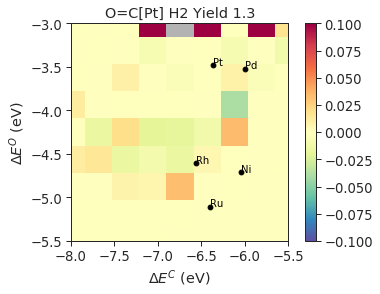 O=C[Pt] H2 Yield 1.3
−3.0
−3.5
−4.0
−4.5
−5.0
−5.5
ΔE^O (eV)
Pt
Pd
Rh
Ni
Ru
−8.0 −7.5 −7.0 −6.5 −6.0 −5.5
ΔE^C (eV)
0.100
0.075
0.050
0.025
0.000
−0.025
−0.050
−0.075
−0.100